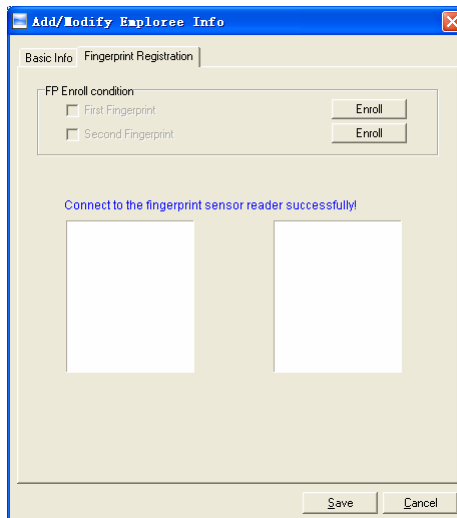 Add/Modify Emploree Info
Basic Info Fingerprint Registration
FP Enroll condition
First Fingerprint Enroll
Second Fingerprint Enroll
Connect to the fingerprint sensor reader successfully!
Save Cancel